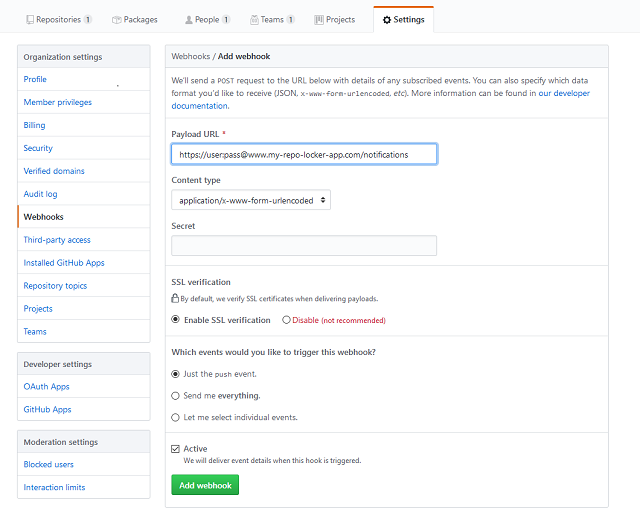 Repositories 1 Packages People 1 Teams 1 Projects Settings
Organization settings
Profile
Member privileges
Billing
Security
Verified domains
Audit log
Webhooks
Third-party access
Installed GitHub Apps
Repository topics
Projects
Teams
Developer settings
OAuth Apps
GitHub Apps
Moderation settings
Blocked users
Interaction limits
Webhooks / Add webhook
We'll send a POST request to the URL below with details of any subscribed events. You can also specify which data
format you'd like to receive (JSON, x-www-form-urlencoded, etc). More information can be found in our developer
documentation.
Payload URL *
https://user:pass@www.my-repo-locker-app.com/notifications
Content type
application/x-www-form-urlencoded
Secret
SSL verification
By default, we verify SSL certificates when delivering payloads.
Enable SSL verification Disable (not recommended)
Which events would you like to trigger this webhook?
Just the push event.
Send me everything.
Let me select individual events.
Active
We will deliver event details when this hook is triggered.
Add webhook